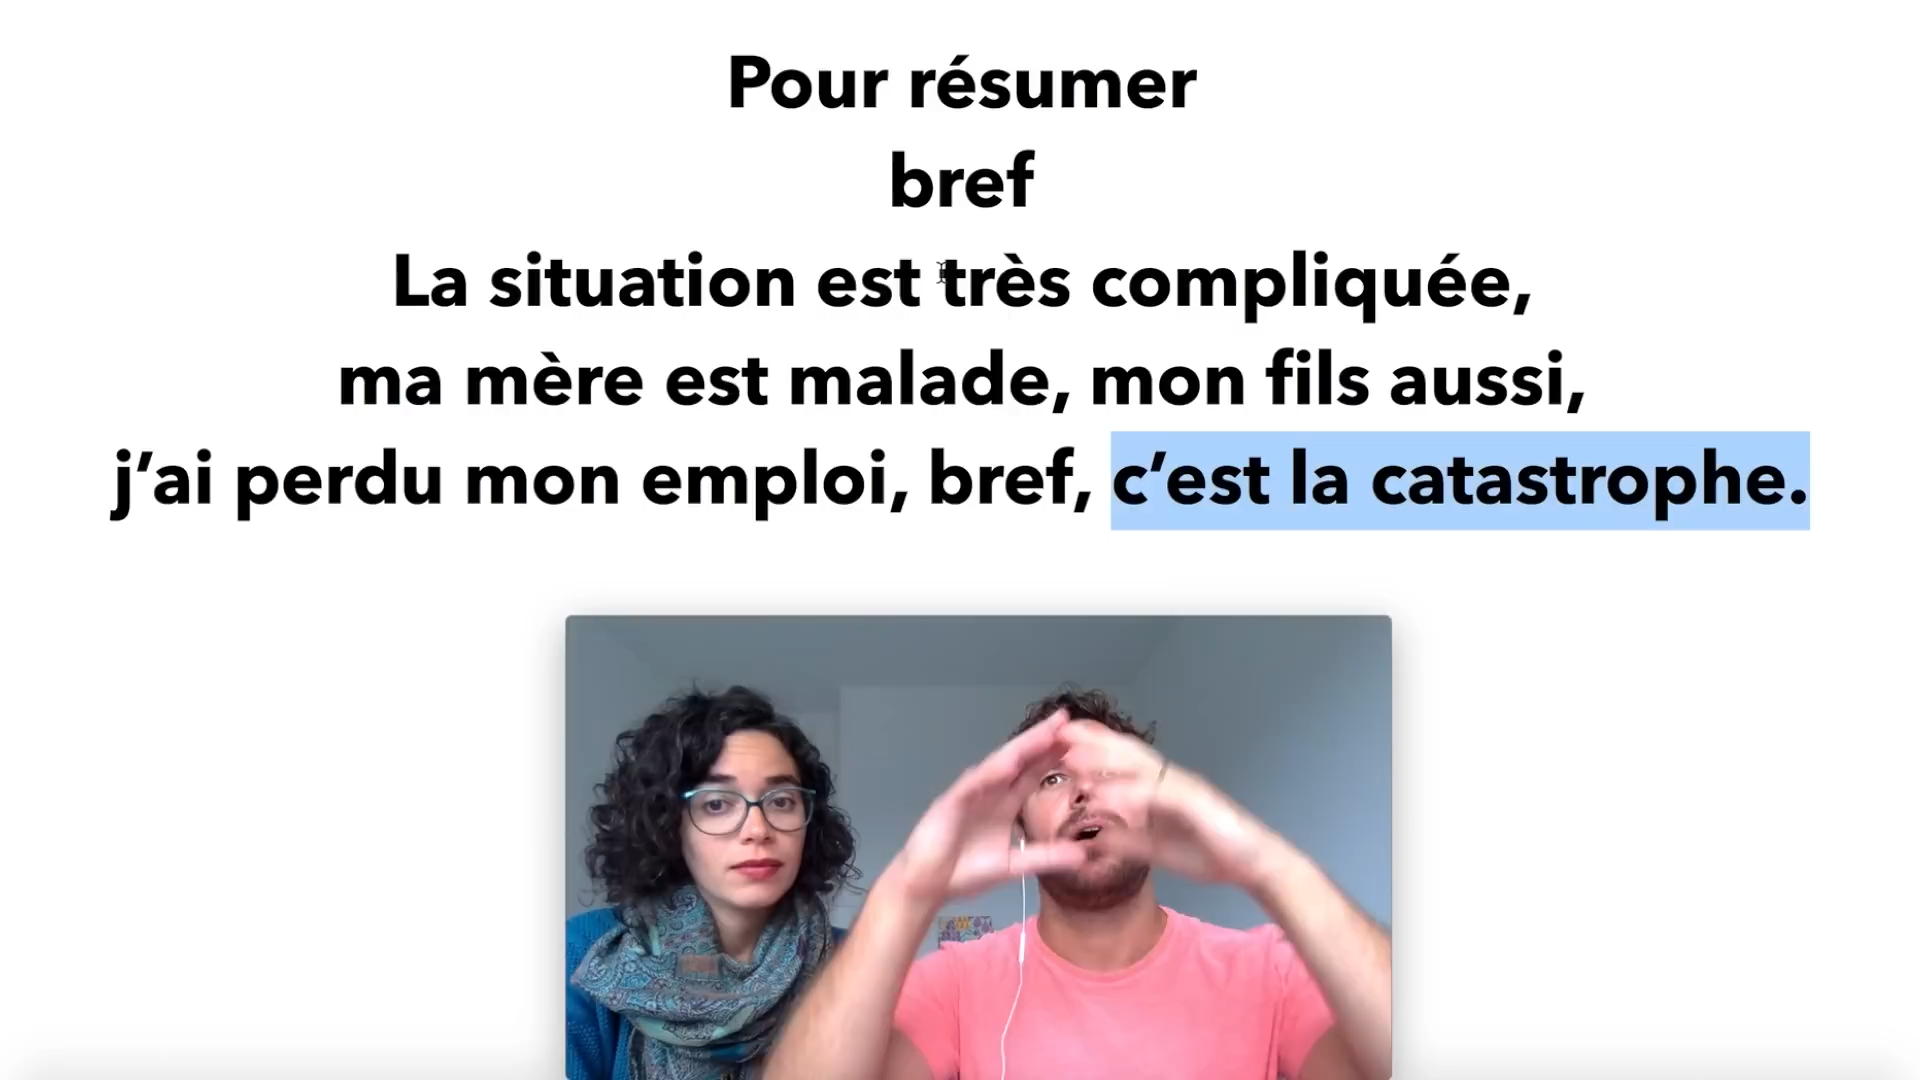 Pour résumer
bref
La situation est très compliquée,
ma mère est malade, mon fils aussi,
j’ai perdu mon emploi, bref, c’est la catastrophe.